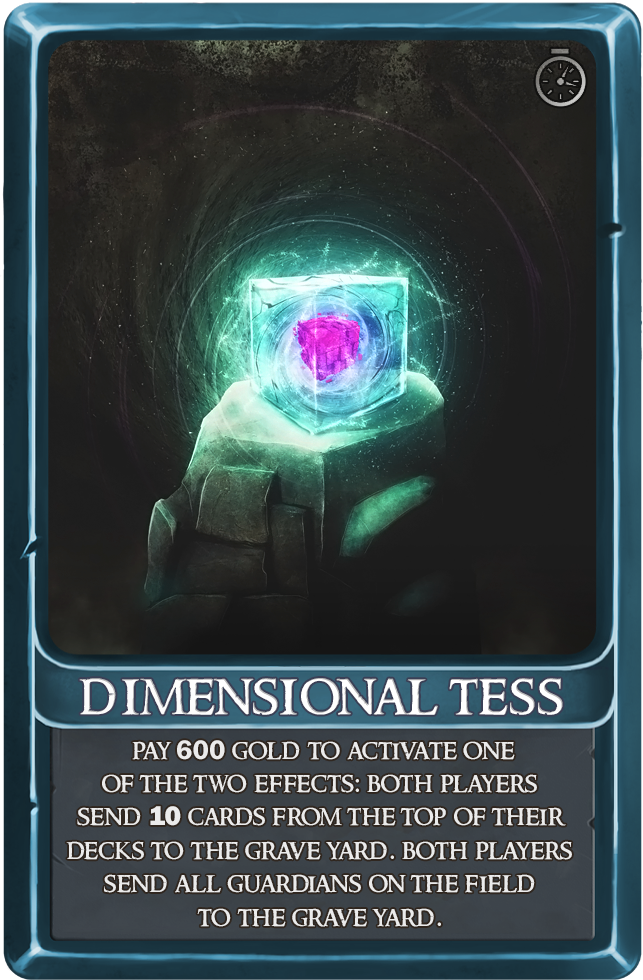 DIMENSIONAL TESS
PAY 600 GOLD TO ACTIVATE ONE
OF THE TWO EFFECTS: BOTH PLAYERS
SEND 10 CARDS FROM THE TOP OF THEIR
DECKS TO THE GRAVE YARD. BOTH PLAYERS
SEND ALL GUARDIANS ON THE FIELD
TO THE GRAVE YARD.